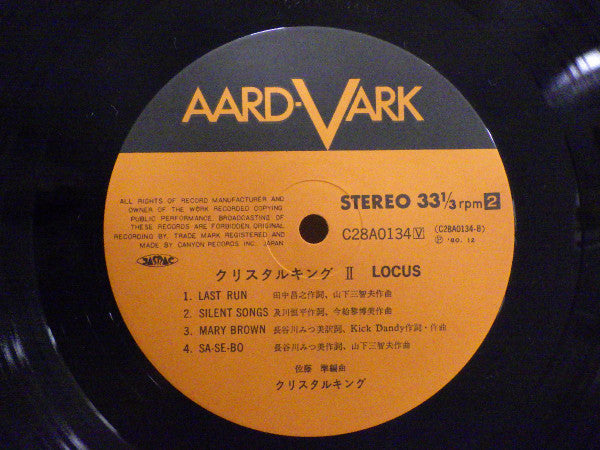 AARD-VARK
ALL RIGHTS OF RECORD MANUFACTURER AND
OWNER OF THE WORK RECORDED COPYING
PUBLIC PERFORMANCE, BROADCASTING OF
THESE RECORDS ARE FORBIDDEN, ORIGINAL
RECORDING BY. TRADE MARK REGISTERED AND
MADE BY CANYON RECORDS INC. JAPAN
JASRAC
STEREO 33 1/3 rpm 2
C28A0134 V (C28A0134-B)
Ⓟ '80. 12
クリスタルキング II LOCUS
1. LAST RUN 田中昌之作詞、山下三智夫作曲
2. SILENT SONGS 及川恒平作詞、今給黎博美作曲
3. MARY BROWN 長谷川みつ美訳詞、Kick Dandy作詞・作曲
4. SA-SE-BO 長谷川みつ美作詞、山下三智夫作曲
佐藤 準編曲
クリスタルキング